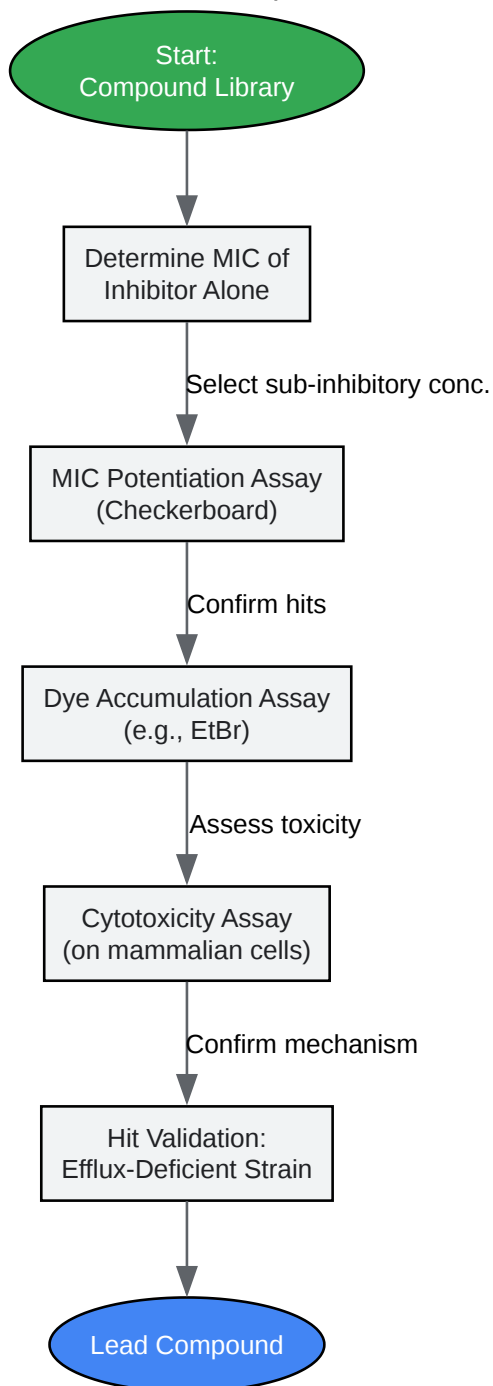 Start:
Compound Library
Determine MIC of
Inhibitor Alone
Select sub-inhibitory conc.
MIC Potentiation Assay
(Checkerboard)
Confirm hits
Dye Accumulation Assay
(e.g., EtBr)
Assess toxicity
Cytotoxicity Assay
(on mammalian cells)
Confirm mechanism
Hit Validation:
Efflux-Deficient Strain
Lead Compound